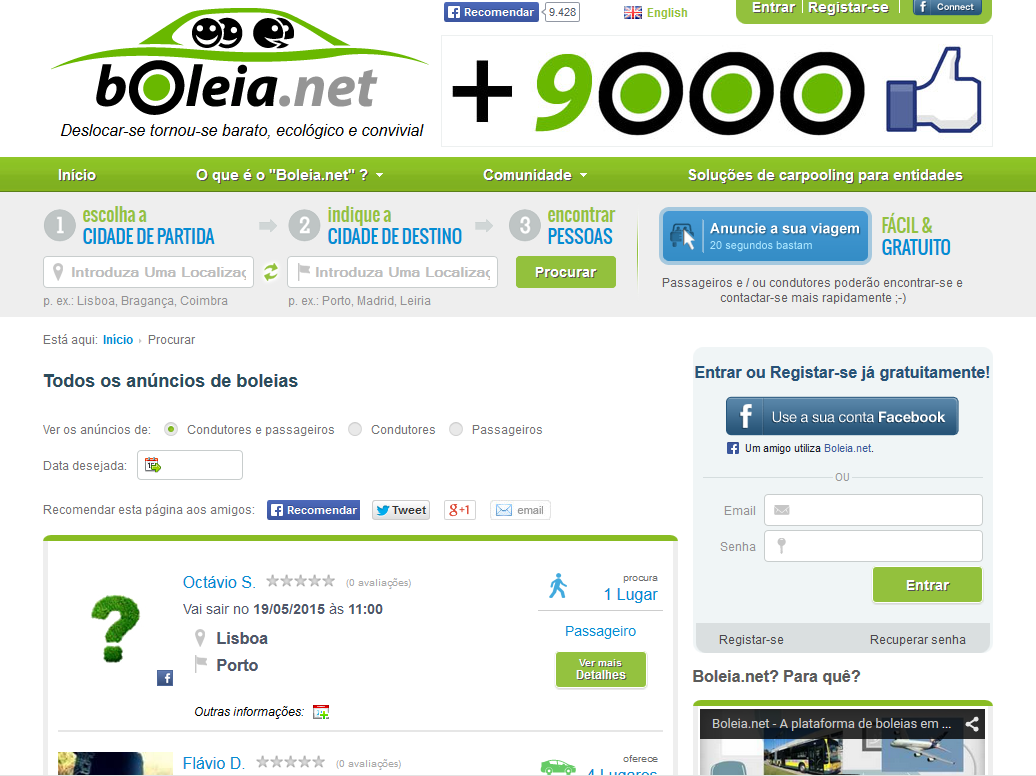 Recomendar 9.428
English
Entrar Registar-se Connect
boleia.net
Deslocar-se tornou-se barato, ecológico e convivial
+9000
Início
O que é o "Boleia.net" ?
Comunidade
Soluções de carpooling para entidades
1 escolha a
CIDADE DE PARTIDA
2 indique a
CIDADE DE DESTINO
3 encontrar
PESSOAS
Introduza Uma Localizaç
p. ex.: Lisboa, Bragança, Coimbra
Introduza Uma Localizaç
p. ex.: Porto, Madrid, Leiria
Procurar
Anuncie a sua viagem
20 segundos bastam
FÁCIL &
GRATUITO
Passageiros e / ou condutores poderão encontrar-se e
contactar-se mais rapidamente ;-)
Está aqui: Início › Procurar
Todos os anúncios de boleias
Ver os anúncios de: Condutores e passageiros Condutores Passageiros
Data desejada:
Recomendar esta página aos amigos: Recomendar Tweet g+1 email
Octávio S. (0 avaliações)
Vai sair no 19/05/2015 às 11:00
Lisboa
Porto
Outras informações:
procura
1 Lugar
Passageiro
Ver mais
Detalhes
Flávio D. (0 avaliações)
oferece
4 Lugares
Entrar ou Registar-se já gratuitamente!
Use a sua conta Facebook
Um amigo utiliza Boleia.net.
OU
Email
Senha
Entrar
Registar-se Recuperar senha
Boleia.net? Para quê?
Boleia.net - A plataforma de boleias em ...